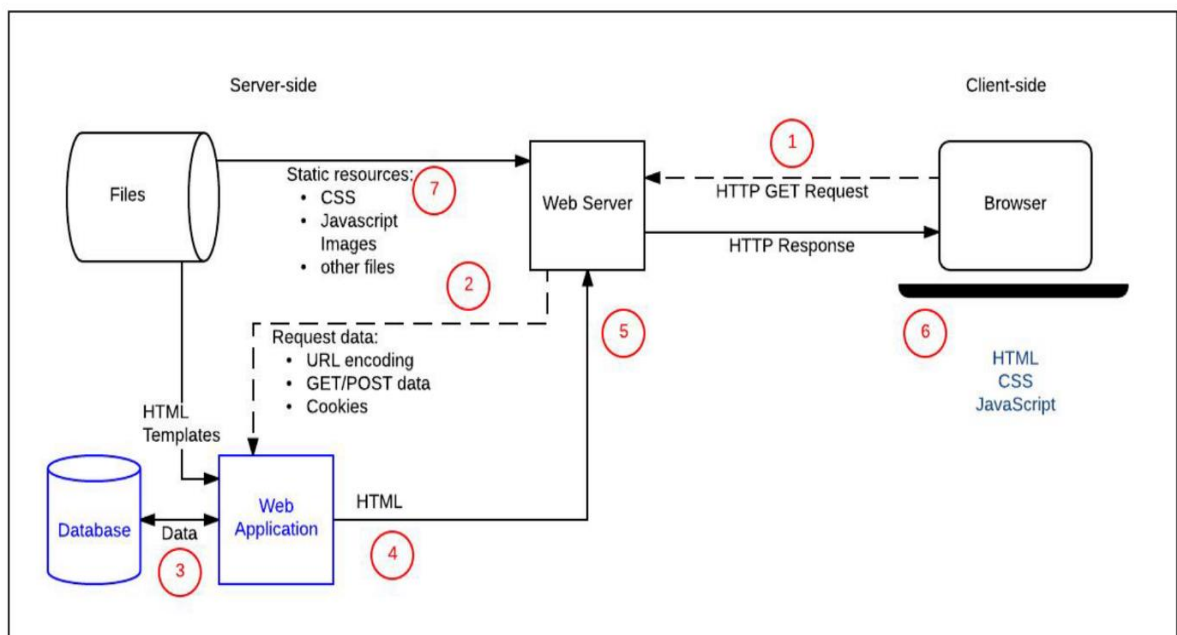 Server-side
Client-side
Files
Static resources:
• CSS
• Javascript
Images
• other files
7
Web Server
1
HTTP GET Request
HTTP Response
Browser
2
Request data:
• URL encoding
• GET/POST data
• Cookies
5
6
HTML
CSS
JavaScript
HTML
Templates
Database
Data
3
Web
Application
HTML
4